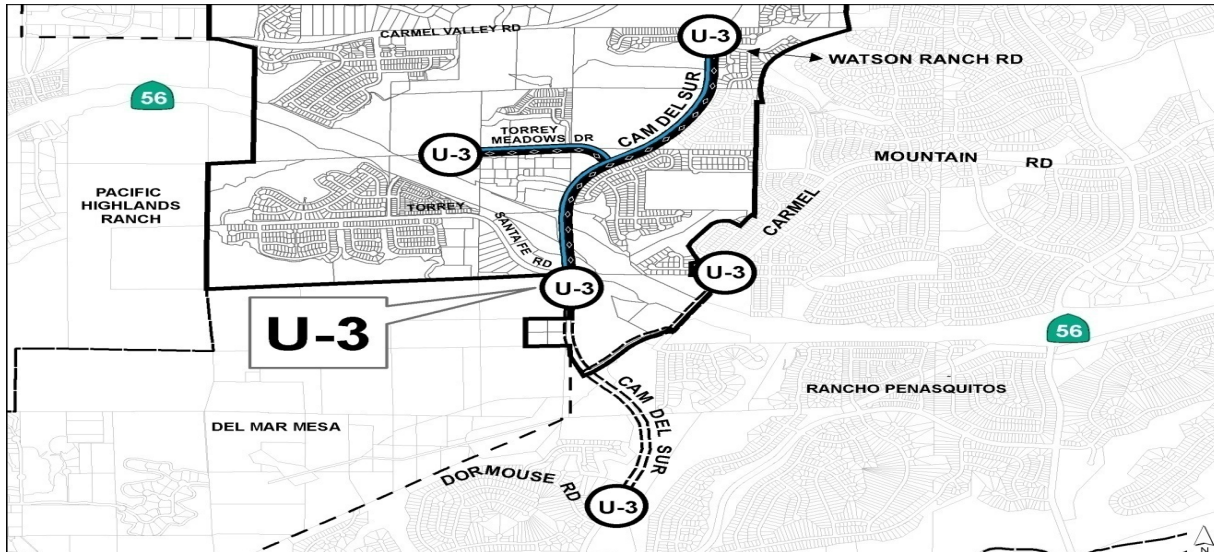 CARMEL VALLEY RD
U-3
WATSON RANCH RD
56
CAM DEL SUR
TORREY
MEADOWS DR
U-3
MOUNTAIN RD
PACIFIC
HIGHLANDS
RANCH
TORREY
SANTA FE RD
CARMEL
U-3
U-3
U-3
56
RANCHO PENASQUITOS
CAM DEL SUR
DEL MAR MESA
DORMOUSE RD
U-3
N